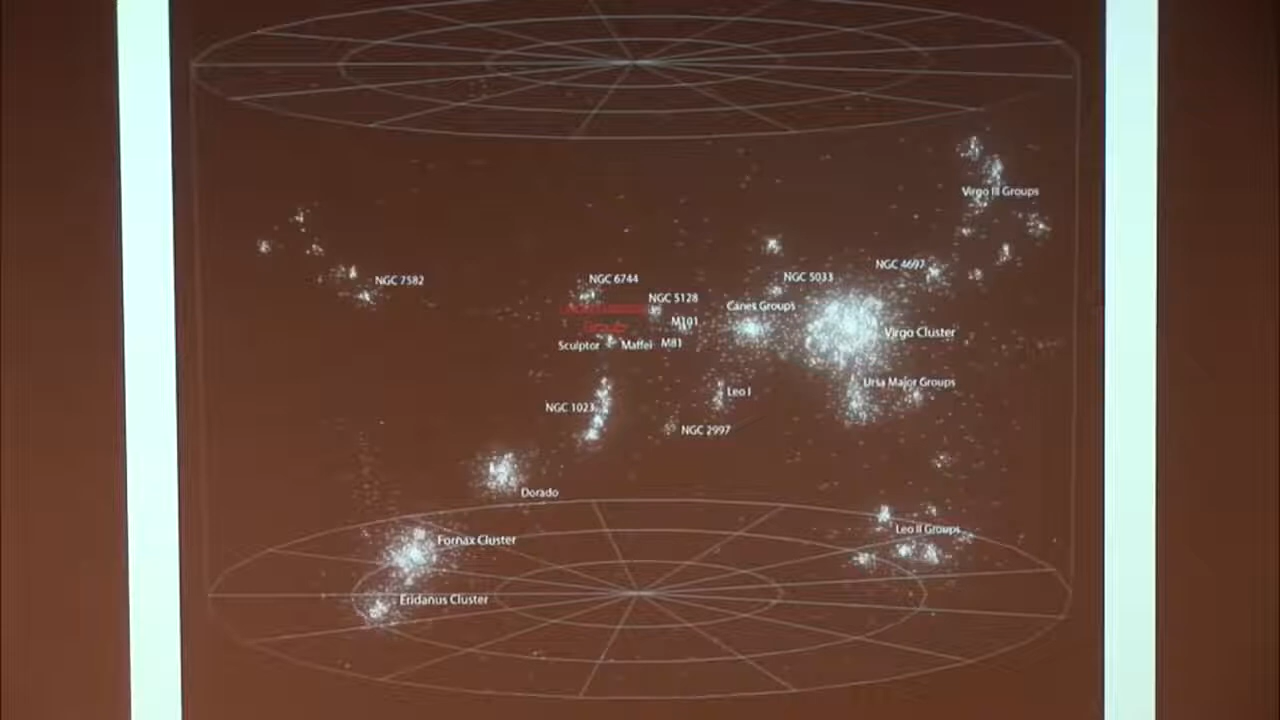 Virgo III Groups
NGC 7582
NGC 6744
NGC 5033
NGC 4697
NGC 5128
Canes Groups
M101
Virgo Cluster
Sculptor
Maffei
M81
Ursa Major Groups
Leo I
NGC 1023
NGC 2997
Dorado
Leo II Groups
Fornax Cluster
Eridanus Cluster